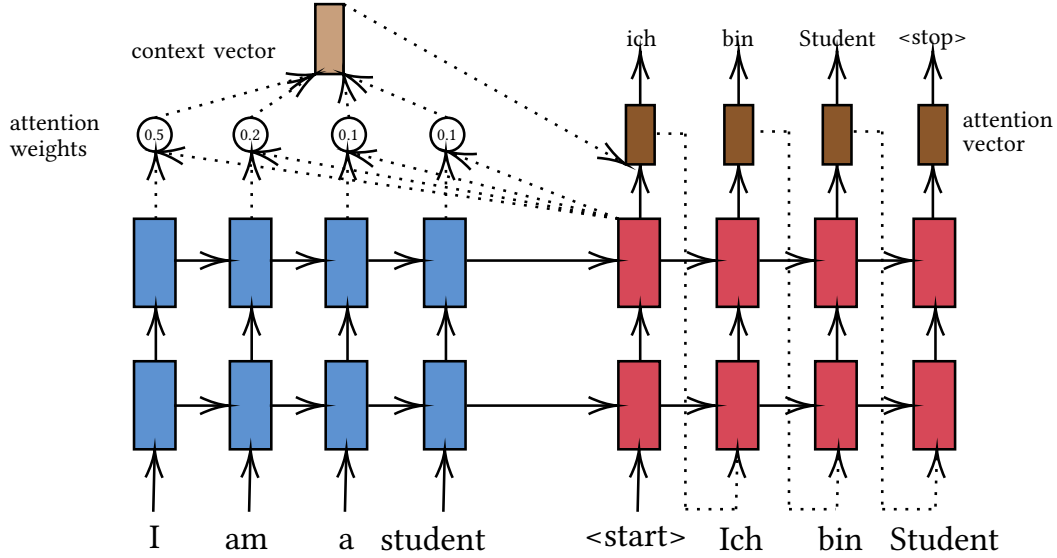 context vector
ich bin Student <stop>
attention
weights
0.5 0.2 0.1 0.1
attention
vector
I am a student <start> Ich bin Student